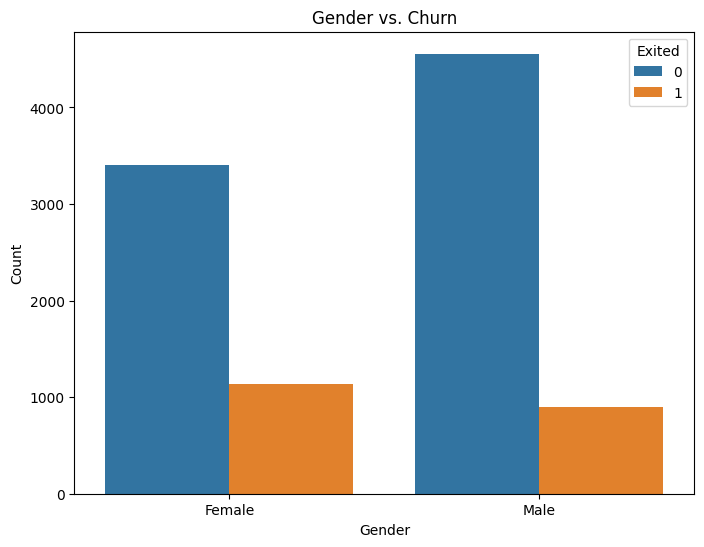 Gender vs. Churn
Exited
0
1
Count
4000
3000
2000
1000
0
Female
Male
Gender